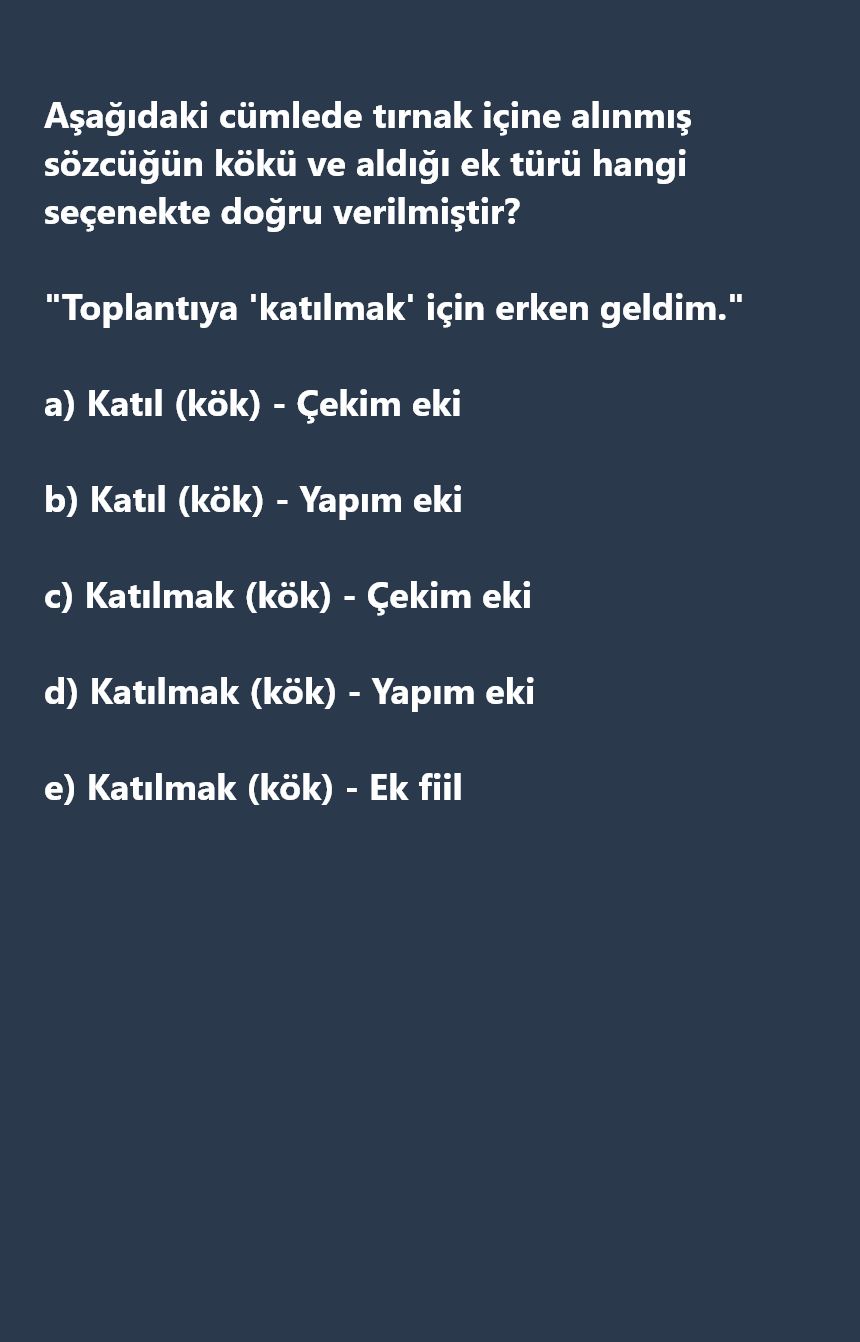 Aşağıdaki cümlede tırnak içine alınmış
sözcüğün kökü ve aldığı ek türü hangi
seçenekte doğru verilmiştir?
"Toplantıya 'katılmak' için erken geldim."
a) Katıl (kök) - Çekim eki
b) Katıl (kök) - Yapım eki
c) Katılmak (kök) - Çekim eki
d) Katılmak (kök) - Yapım eki
e) Katılmak (kök) - Ek fiil